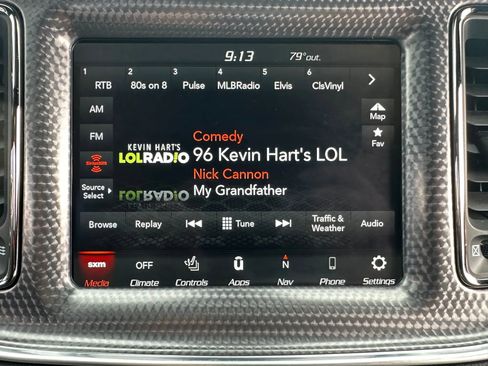 9:13 79°out.
1 2 3 4 5 6
RTB 80s on 8 Pulse MLBRadio Elvis ClsVinyl
AM
FM
SiriusXM
Source
Select
Map
Fav
KEVIN HART'S
LOLRADIO
Comedy
96 Kevin Hart's LOL
Nick Cannon
My Grandfather
Browse Replay Tune Traffic &
Weather Audio
sxm OFF û N
Media Climate Controls Apps Nav Phone Settings